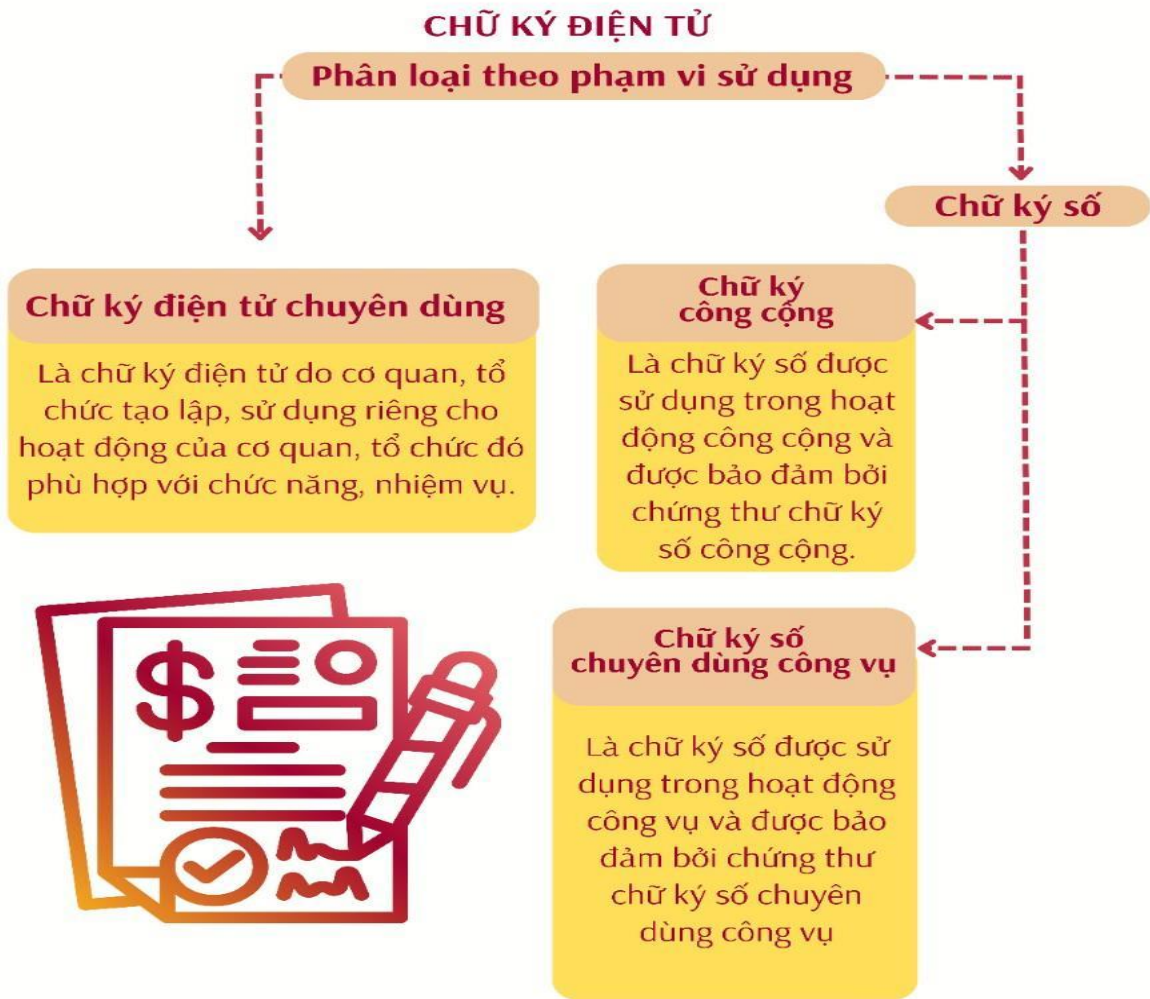 CHỮ KÝ ĐIỆN TỬ
Phân loại theo phạm vi sử dụng
Chữ ký số
Chữ ký điện tử chuyên dùng
Là chữ ký điện tử do cơ quan, tổ
chức tạo lập, sử dụng riêng cho
hoạt động của cơ quan, tổ chức đó
phù hợp với chức năng, nhiệm vụ.
Chữ ký
công cộng
Là chữ ký số được
sử dụng trong hoạt
động công cộng và
được bảo đảm bởi
chứng thư chữ ký
số công cộng.
Chữ ký số
chuyên dùng công vụ
Là chữ ký số được sử
dụng trong hoạt động
công vụ và được bảo
đảm bởi chứng thư
chữ ký số chuyên
dùng công vụ
$